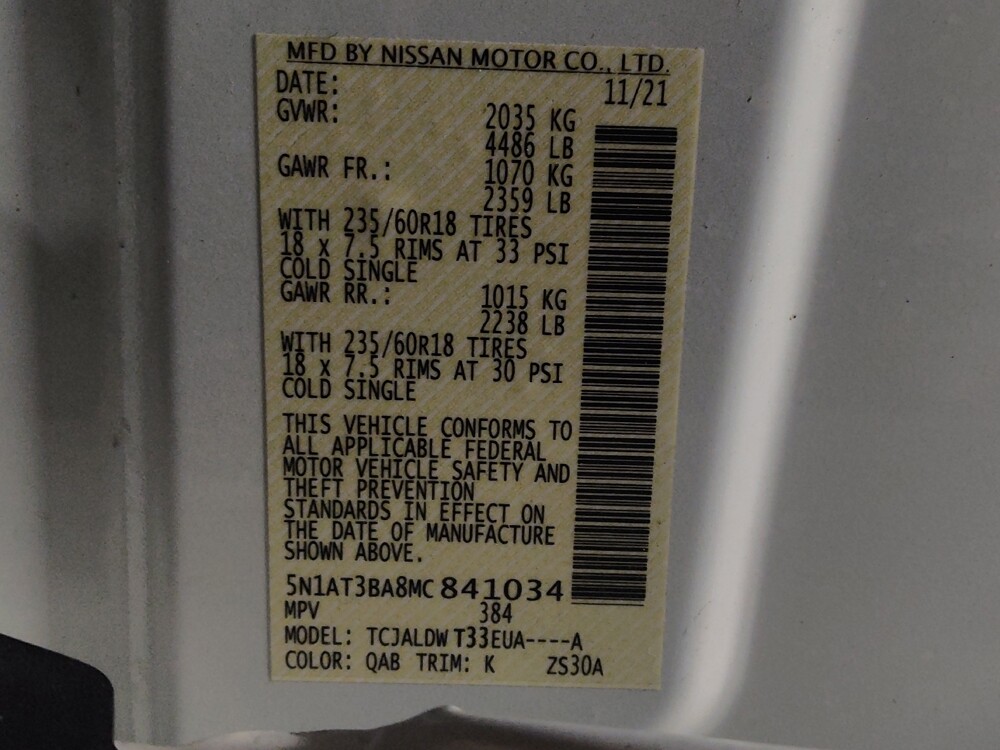 MFD BY NISSAN MOTOR CO., LTD.
DATE: 11/21
GVWR: 2035 KG
4486 LB
GAWR FR.: 1070 KG
2359 LB
WITH 235/60R18 TIRES
18 x 7.5 RIMS AT 33 PSI
COLD SINGLE
GAWR RR.: 1015 KG
2238 LB
WITH 235/60R18 TIRES
18 x 7.5 RIMS AT 30 PSI
COLD SINGLE
THIS VEHICLE CONFORMS TO
ALL APPLICABLE FEDERAL
MOTOR VEHICLE SAFETY AND
THEFT PREVENTION
STANDARDS IN EFFECT ON
THE DATE OF MANUFACTURE
SHOWN ABOVE.
5N1AT3BA8MC 841034
MPV 384
MODEL: TCJALDW T33EUA----A
COLOR: QAB TRIM: K ZS30A